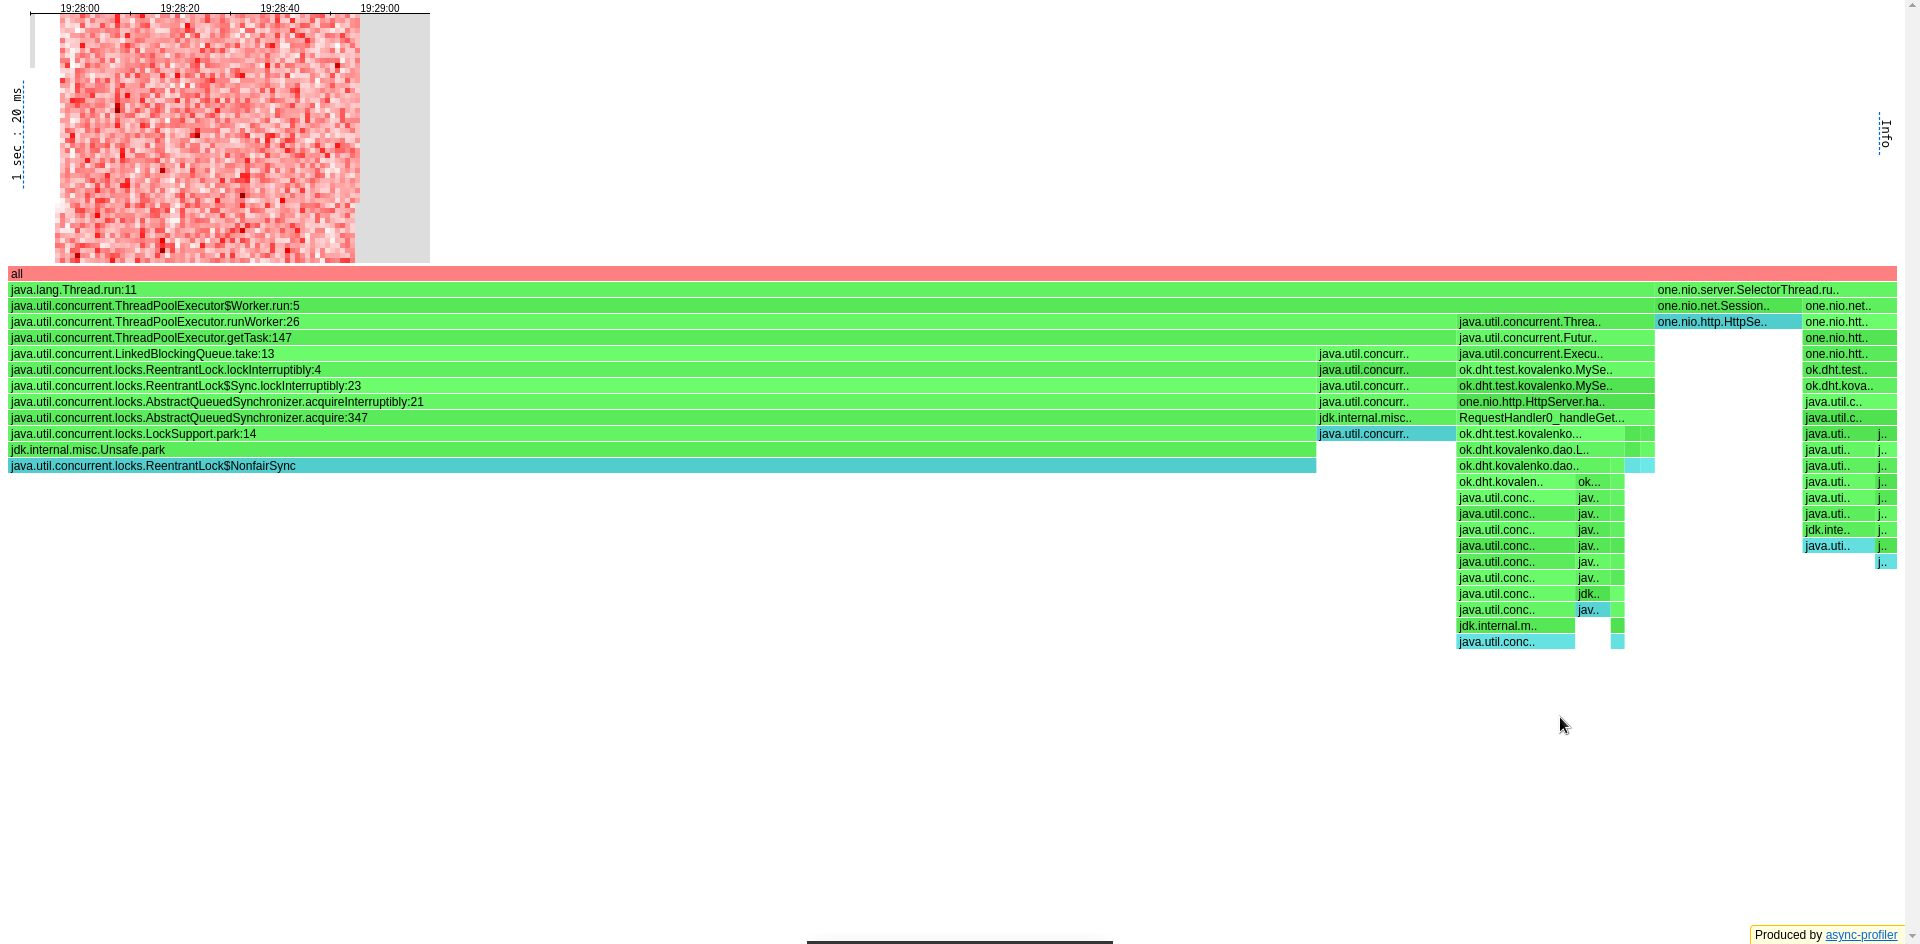 19:28:00 19:28:20 19:28:40 19:29:00
1 sec : 20 ms
Info
all
java.lang.Thread.run:11 one.nio.server.SelectorThread.ru..
java.util.concurrent.ThreadPoolExecutor$Worker.run:5 one.nio.net.Session.. one.nio.net..
java.util.concurrent.ThreadPoolExecutor.runWorker:26 java.util.concurrent.Threa.. one.nio.http.HttpSe.. one.nio.htt..
java.util.concurrent.ThreadPoolExecutor.getTask:147 java.util.concurrent.Futur.. one.nio.htt..
java.util.concurrent.LinkedBlockingQueue.take:13 java.util.concurr.. java.util.concurrent.Execu.. one.nio.htt..
java.util.concurrent.locks.ReentrantLock.lockInterruptibly:4 java.util.concurr.. ok.dht.test.kovalenko.MySe.. ok.dht.test..
java.util.concurrent.locks.ReentrantLock$Sync.lockInterruptibly:23 java.util.concurr.. ok.dht.test.kovalenko.MySe.. ok.dht.kova..
java.util.concurrent.locks.AbstractQueuedSynchronizer.acquireInterruptibly:21 java.util.concurr.. one.nio.http.HttpServer.ha.. java.util.c..
java.util.concurrent.locks.AbstractQueuedSynchronizer.acquire:347 jdk.internal.misc.. RequestHandler0_handleGet... java.util.c..
java.util.concurrent.locks.LockSupport.park:14 java.util.concurr.. ok.dht.test.kovalenko... java.uti.. j..
jdk.internal.misc.Unsafe.park ok.dht.kovalenko.dao.L.. java.uti.. j..
java.util.concurrent.locks.ReentrantLock$NonfairSync ok.dht.kovalenko.dao.. java.uti.. j..
ok.dht.kovalen.. ok... java.uti.. j..
java.util.conc.. jav.. java.uti.. j..
java.util.conc.. jav.. java.uti.. j..
java.util.conc.. jav.. jdk.inte.. j..
java.util.conc.. jav.. java.uti.. j..
java.util.conc.. jav.. j..
java.util.conc.. jav..
java.util.conc.. jdk..
java.util.conc.. jav..
jdk.internal.m..
java.util.conc..
Produced by async-profiler